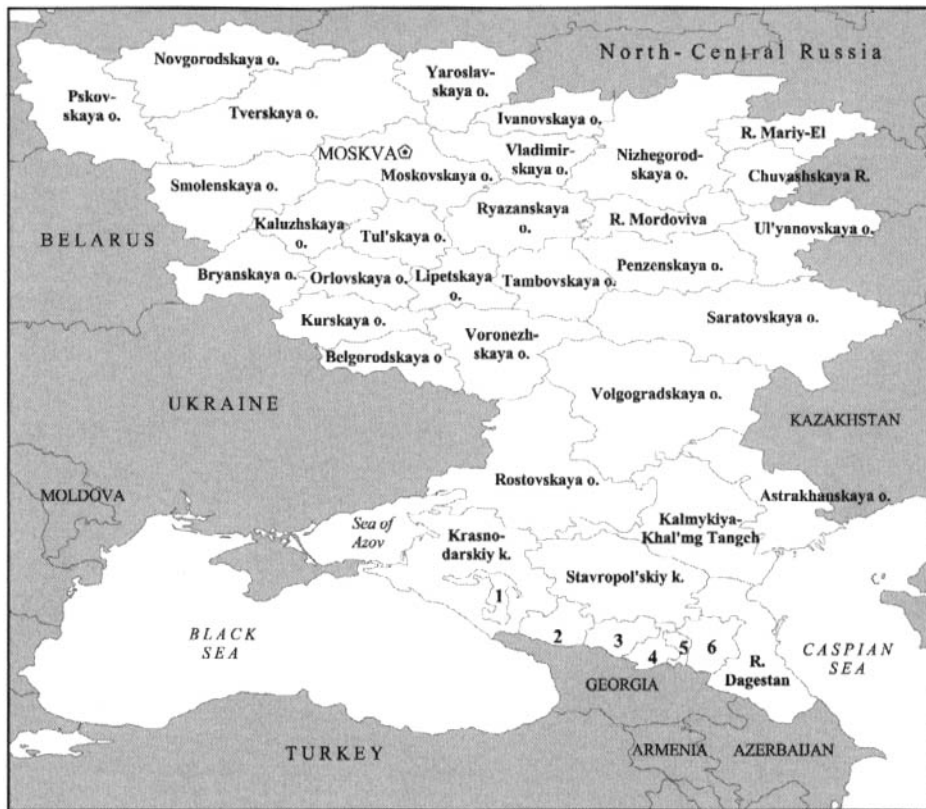 North-Central Russia
Novgorodskaya o.
Yaroslav-
skaya o.
Pskov-
skaya o.
Tverskaya o.
Ivanovskaya o.
R. Mariy-El
MOSKVA
Vladimir-
skaya o.
Nizhegorod-
skaya o.
Moskovskaya o.
Chuvashskaya R.
Smolenskaya o.
Ryazanskaya
o.
R. Mordoviva
Kaluzhskaya
o.
Tul'skaya o.
Ul'yanovskaya o.
BELARUS
Bryanskaya o.
Orlovskaya o.
Lipetskaya
o.
Tambovskaya o.
Penzenskaya o.
Kurskaya o.
Voronezh-
skaya o.
Saratovskaya o.
Belgorodskaya o
UKRAINE
Volgogradskaya o.
KAZAKHSTAN
MOLDOVA
Rostovskaya o.
Astrakhanskaya o.
Sea of
Azov
Krasno-
darskiy k.
Kalmykiya-
Khal'mg Tangch
Stavropol'skiy k.
1
BLACK
SEA
2
3
4
5
6
CASPIAN
SEA
R.
Dagestan
GEORGIA
TURKEY
ARMENIA
AZERBAIJAN